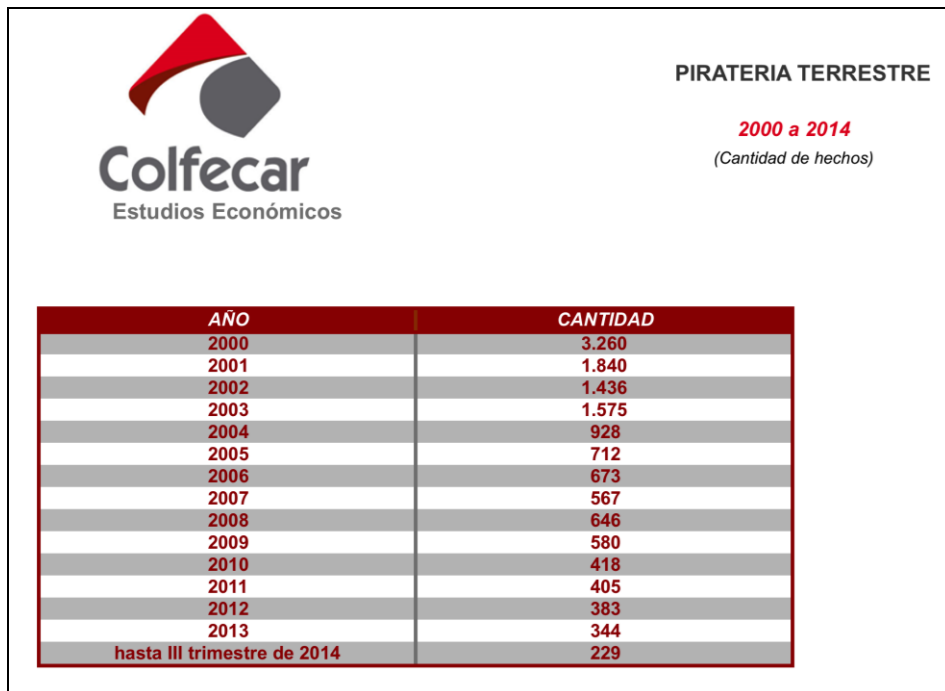 Colfecar
Estudios Económicos
PIRATERIA TERRESTRE
2000 a 2014
(Cantidad de hechos)
AÑO CANTIDAD
2000 3.260
2001 1.840
2002 1.436
2003 1.575
2004 928
2005 712
2006 673
2007 567
2008 646
2009 580
2010 418
2011 405
2012 383
2013 344
hasta III trimestre de 2014 229